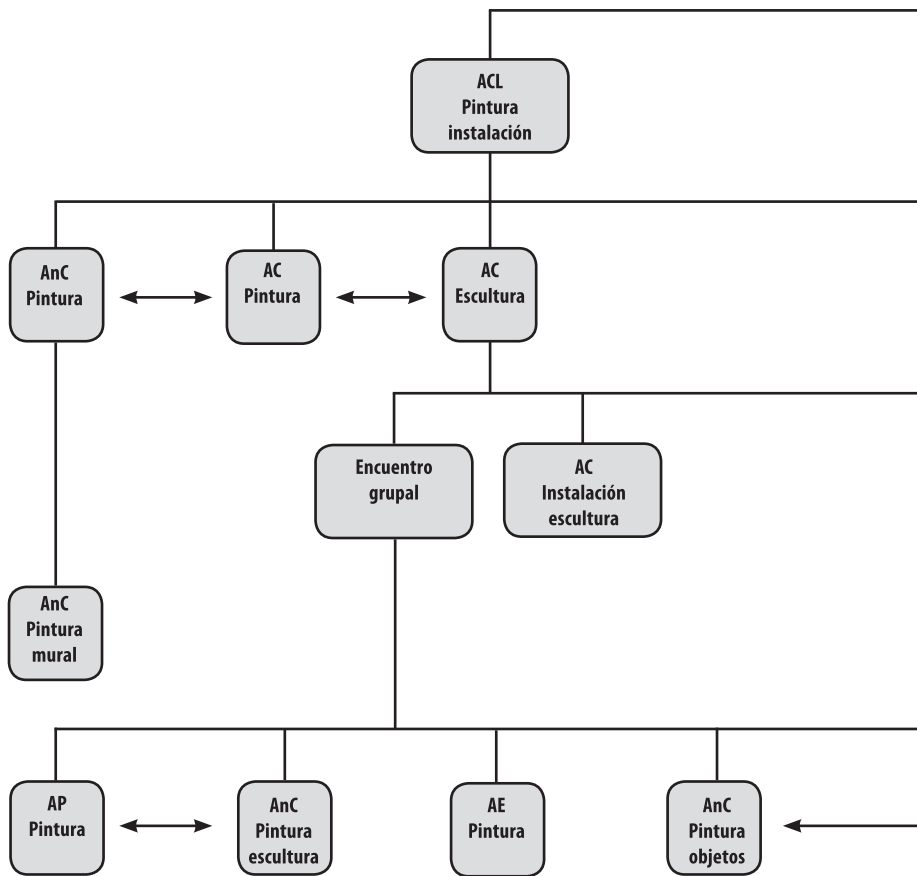 ACL
Pintura
instalación
AnC
Pintura
AC
Pintura
AC
Escultura
Encuentro
grupal
AC
Instalación
escultura
AnC
Pintura
mural
AP
Pintura
AnC
Pintura
escultura
AE
Pintura
AnC
Pintura
objetos